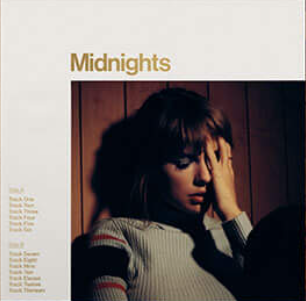 Midnights
Side A
Track One
Track Two
Track Three
Track Four
Track Five
Track Six
Side B
Track Seven
Track Eight
Track Nine
Track Ten
Track Eleven
Track Twelve
Track Thirteen